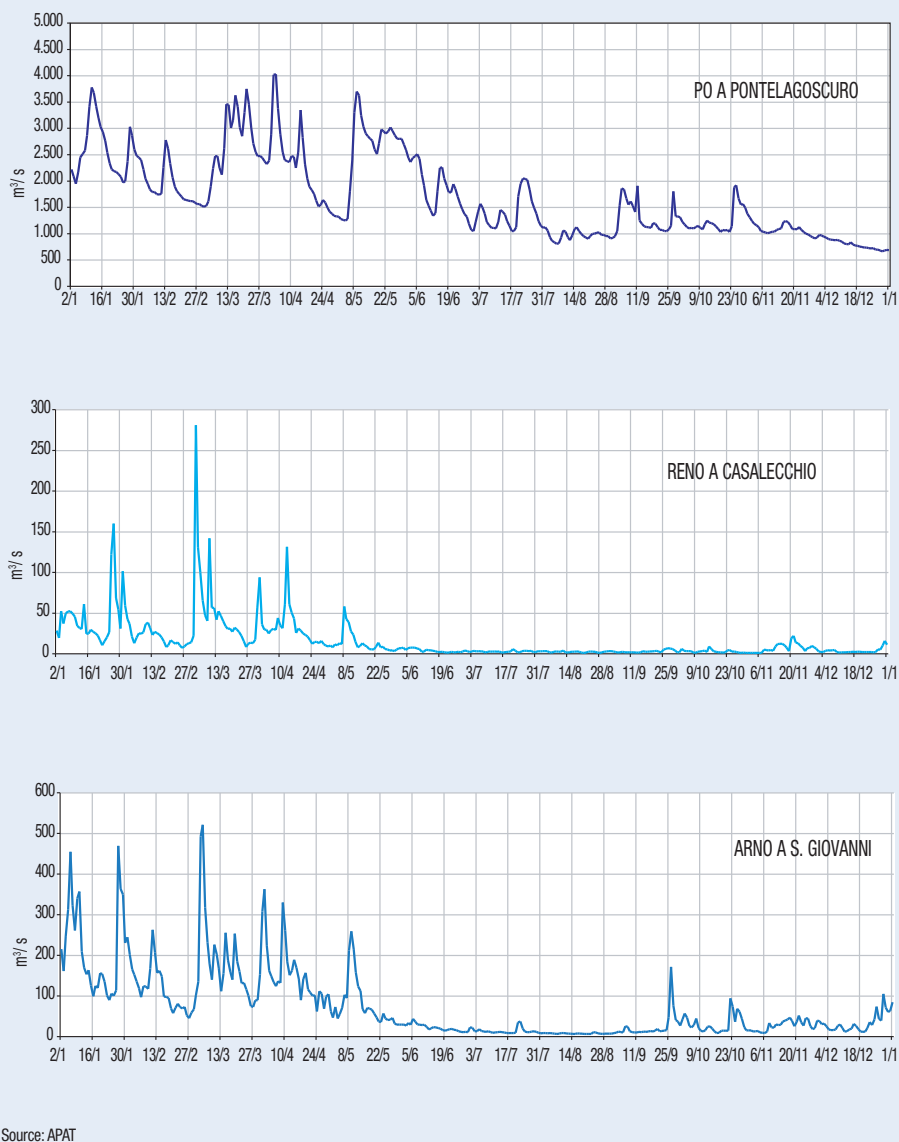 5.000
4.500
4.000
3.500
3.000
2.500
2.000
1.500
1.000
500
0
m³/ s
PO A PONTELAGOSCURO
2/1 16/1 30/1 13/2 27/2 13/3 27/3 10/4 24/4 8/5 22/5 5/6 19/6 3/7 17/7 31/7 14/8 28/8 11/9 25/9 9/10 23/10 6/11 20/11 4/12 18/12 1/1
300
250
200
150
100
50
0
m³/ s
RENO A CASALECCHIO
2/1 16/1 30/1 13/2 27/2 13/3 27/3 10/4 24/4 8/5 22/5 5/6 19/6 3/7 17/7 31/7 14/8 28/8 11/9 25/9 9/10 23/10 6/11 20/11 4/12 18/12 1/1
600
500
400
300
200
100
0
m³/ s
ARNO A S. GIOVANNI
2/1 16/1 30/1 13/2 27/2 13/3 27/3 10/4 24/4 8/5 22/5 5/6 19/6 3/7 17/7 31/7 14/8 28/8 11/9 25/9 9/10 23/10 6/11 20/11 4/12 18/12 1/1
Source: APAT